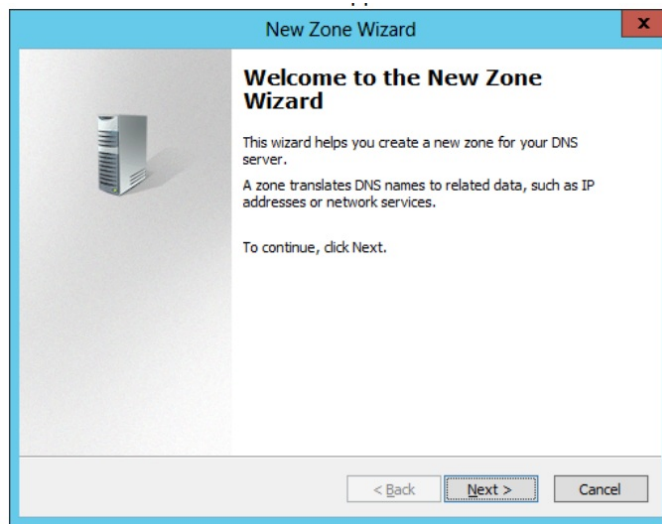 New Zone Wizard
x
Welcome to the New Zone
Wizard
This wizard helps you create a new zone for your DNS
server.
A zone translates DNS names to related data, such as IP
addresses or network services.
To continue, click Next.
< Back Next > Cancel